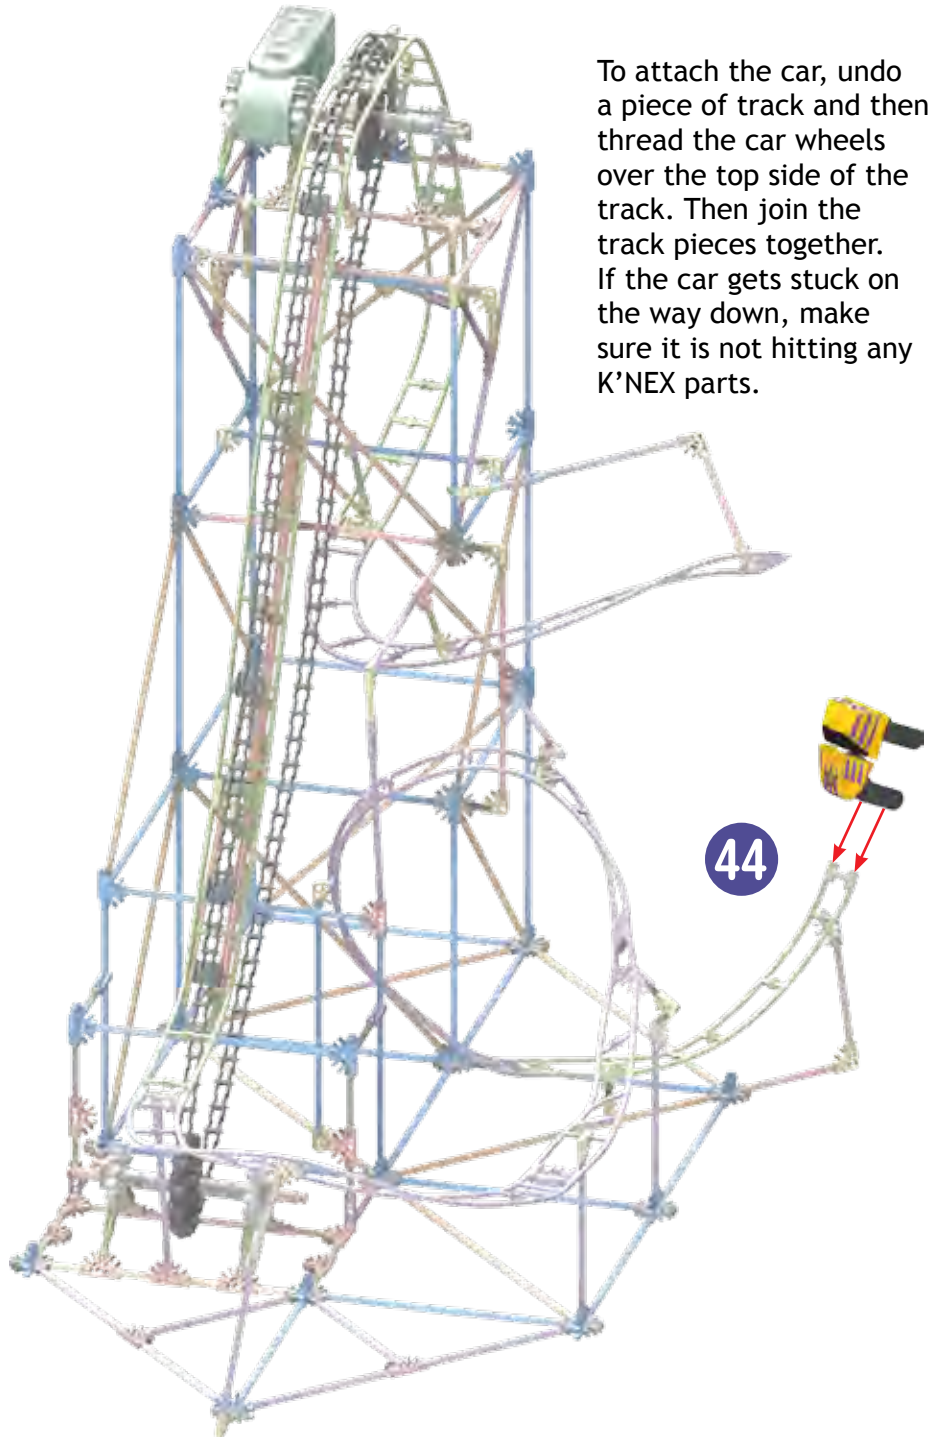 To attach the car, undo
a piece of track and then
thread the car wheels
over the top side of the
track. Then join the
track pieces together.
If the car gets stuck on
the way down, make
sure it is not hitting any
K’NEX parts.
44